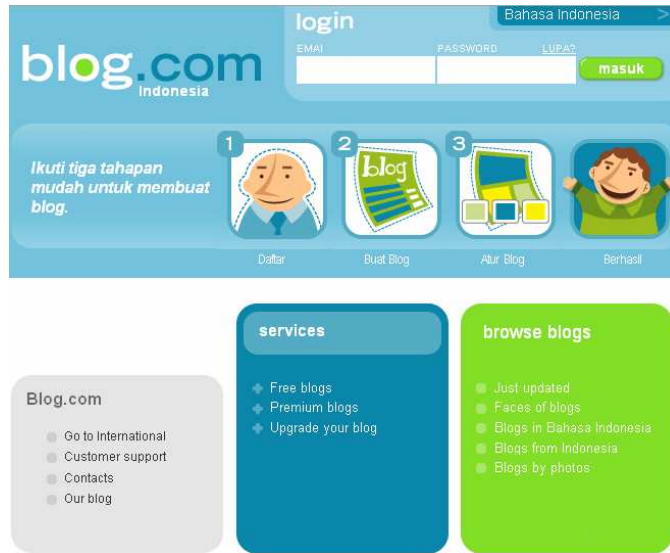 login
Bahasa Indonesia >
EMAI PASSWORD LUPA?
masuk
blog.com
Indonesia
Ikuti tiga tahapan
mudah untuk membuat
blog.
1
2
blog
3
Daftar
Buat Blog
Atur Blog
Berhasil
Blog.com
Go to International
Customer support
Contacts
Our blog
services
Free blogs
Premium blogs
Upgrade your blog
browse blogs
Just updated
Faces of blogs
Blogs in Bahasa Indonesia
Blogs from Indonesia
Blogs by photos